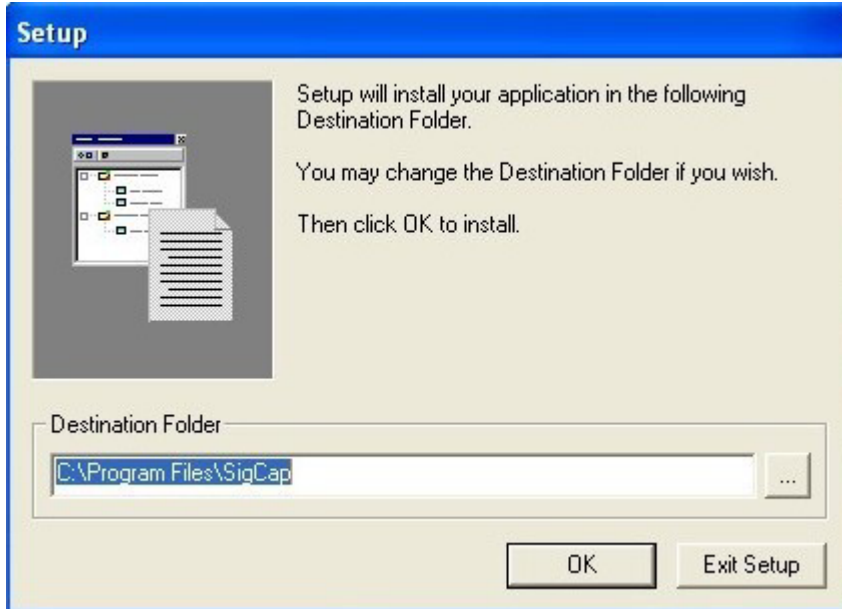 Setup
Setup will install your application in the following
Destination Folder.
You may change the Destination Folder if you wish.
Then click OK to install.
Destination Folder
C:\Program Files\SigCap
...
OK
Exit Setup